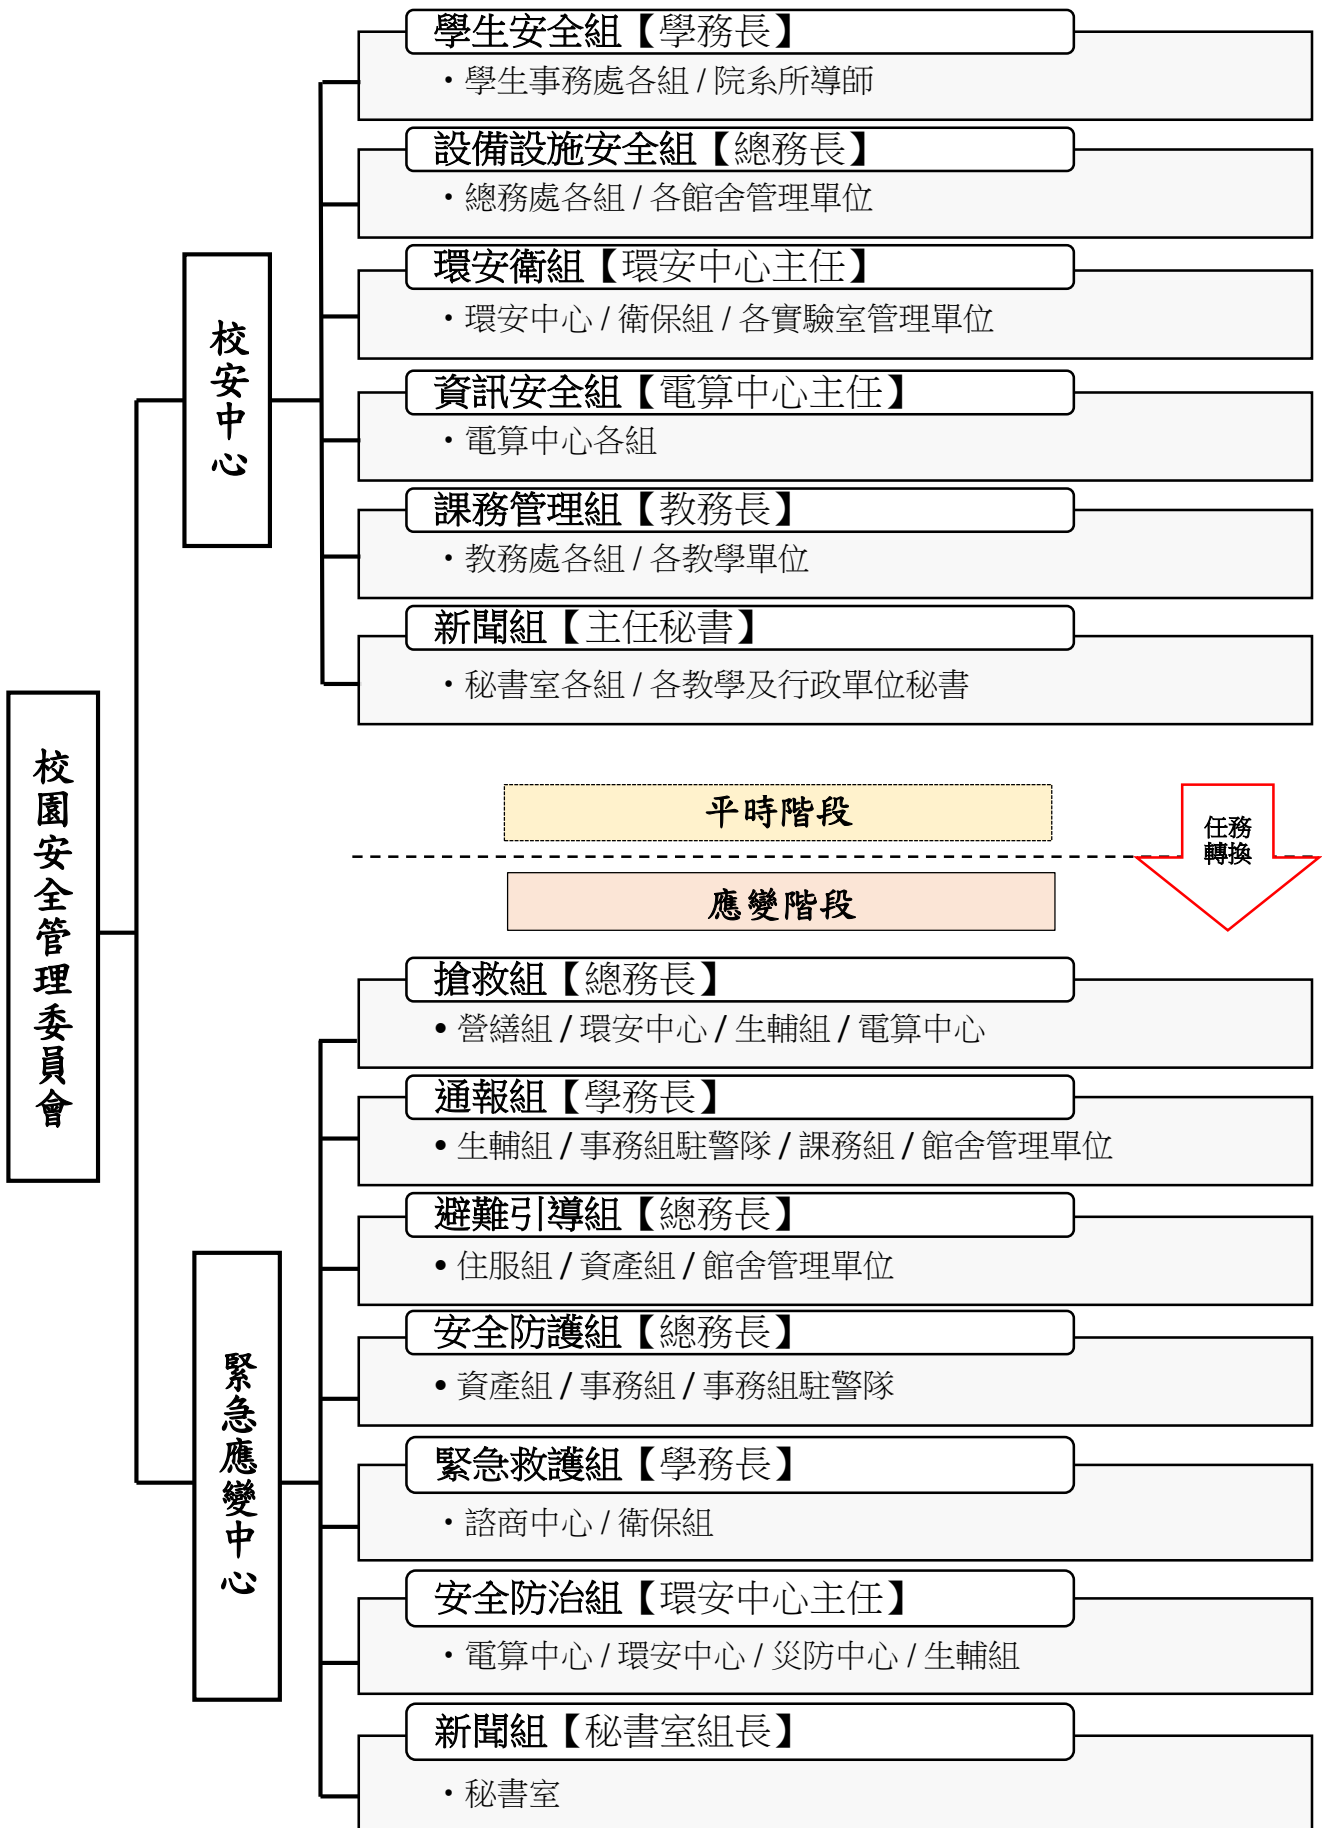 校園安全管理委員會
校安中心
學生安全組【學務長】
・學生事務處各組 / 院系所導師
設備設施安全組【總務長】
・總務處各組 / 各館舍管理單位
環安衛組【環安中心主任】
・環安中心 / 衛保組 / 各實驗室管理單位
資訊安全組【電算中心主任】
・電算中心各組
課務管理組【教務長】
・教務處各組 / 各教學單位
新聞組【主任秘書】
・秘書室各組 / 各教學及行政單位秘書
平時階段
任務
轉換
應變階段
緊急應變中心
搶救組【總務長】
•營繕組 / 環安中心 / 生輔組 / 電算中心
通報組【學務長】
•生輔組 / 事務組駐警隊 / 課務組 / 館舍管理單位
避難引導組【總務長】
•住服組 / 資產組 / 館舍管理單位
安全防護組【總務長】
•資產組 / 事務組 / 事務組駐警隊
緊急救護組【學務長】
・諮商中心 / 衛保組
安全防治組【環安中心主任】
・電算中心 / 環安中心 / 災防中心 / 生輔組
新聞組【秘書室組長】
・秘書室